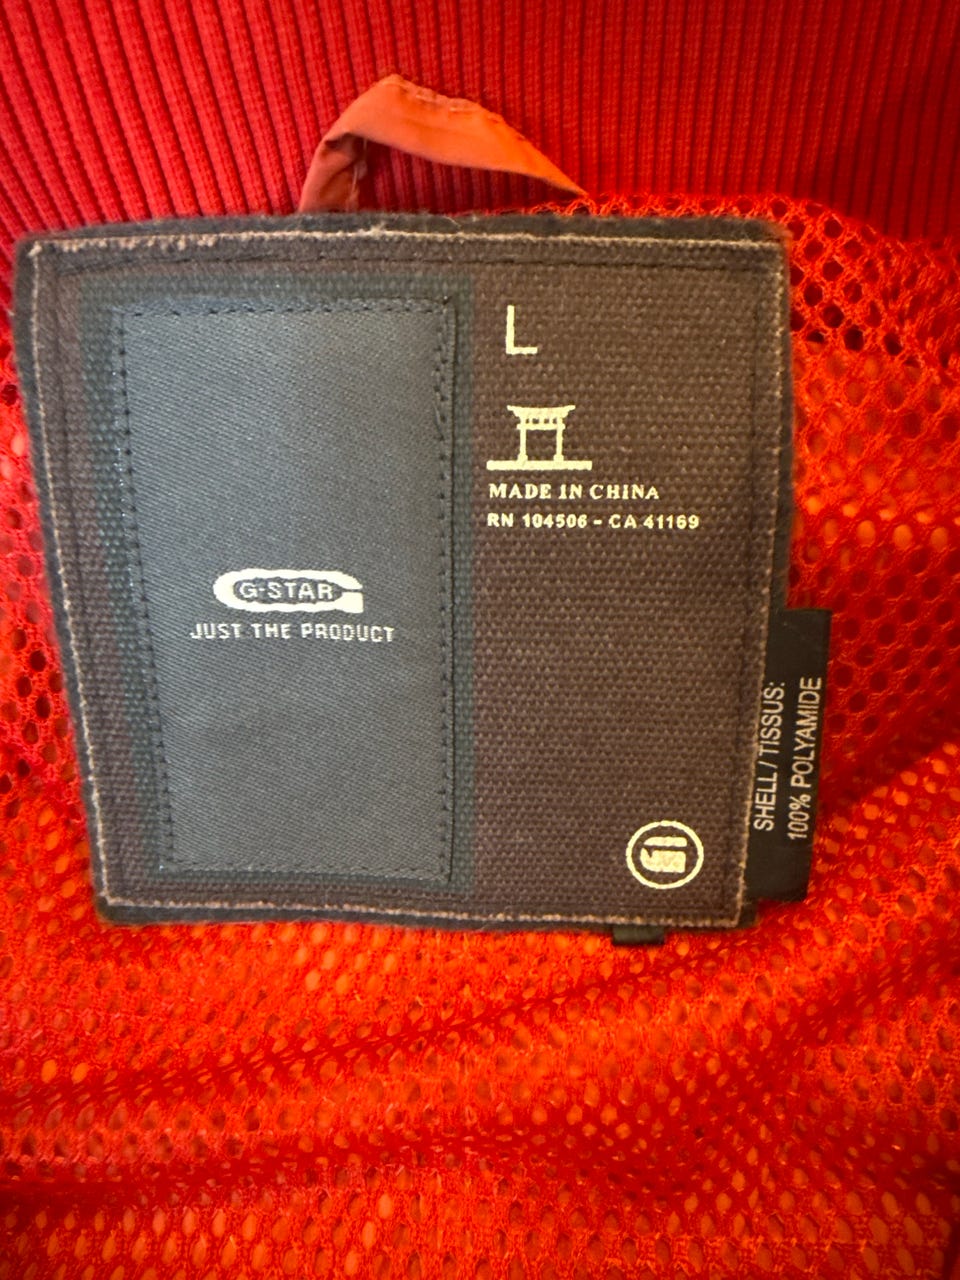 L
MADE IN CHINA
RN 104506 - CA 41169
G-STAR
JUST THE PRODUCT
SHELL / TISSUS:
100% POLYAMIDE